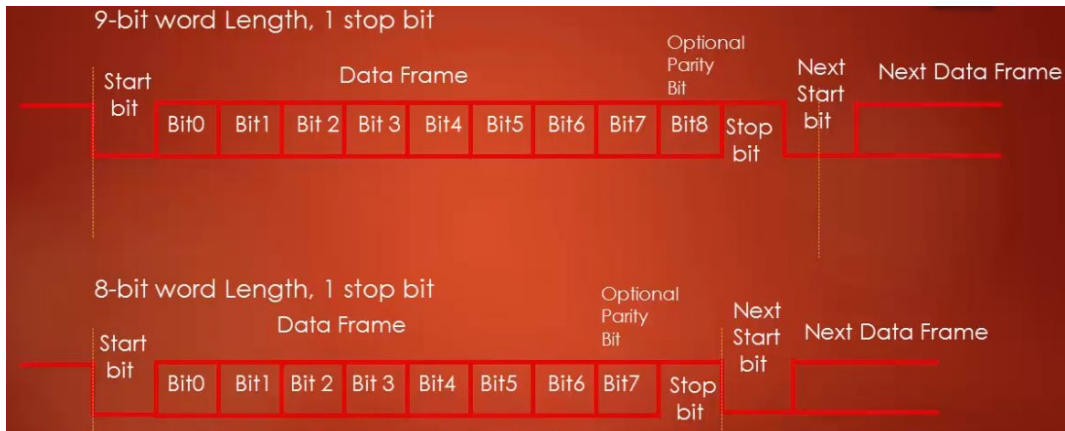 9-bit word Length, 1 stop bit
Optional
Parity
Bit
Start
bit
Data Frame
Next
Start
bit
Next Data Frame
Bit0 Bit1 Bit 2 Bit 3 Bit4 Bit5 Bit6 Bit7 Bit8 Stop
bit
8-bit word Length, 1 stop bit
Optional
Parity
Bit
Start
bit
Data Frame
Next
Start
bit
Next Data Frame
Bit0 Bit1 Bit 2 Bit 3 Bit4 Bit5 Bit6 Bit7 Stop
bit